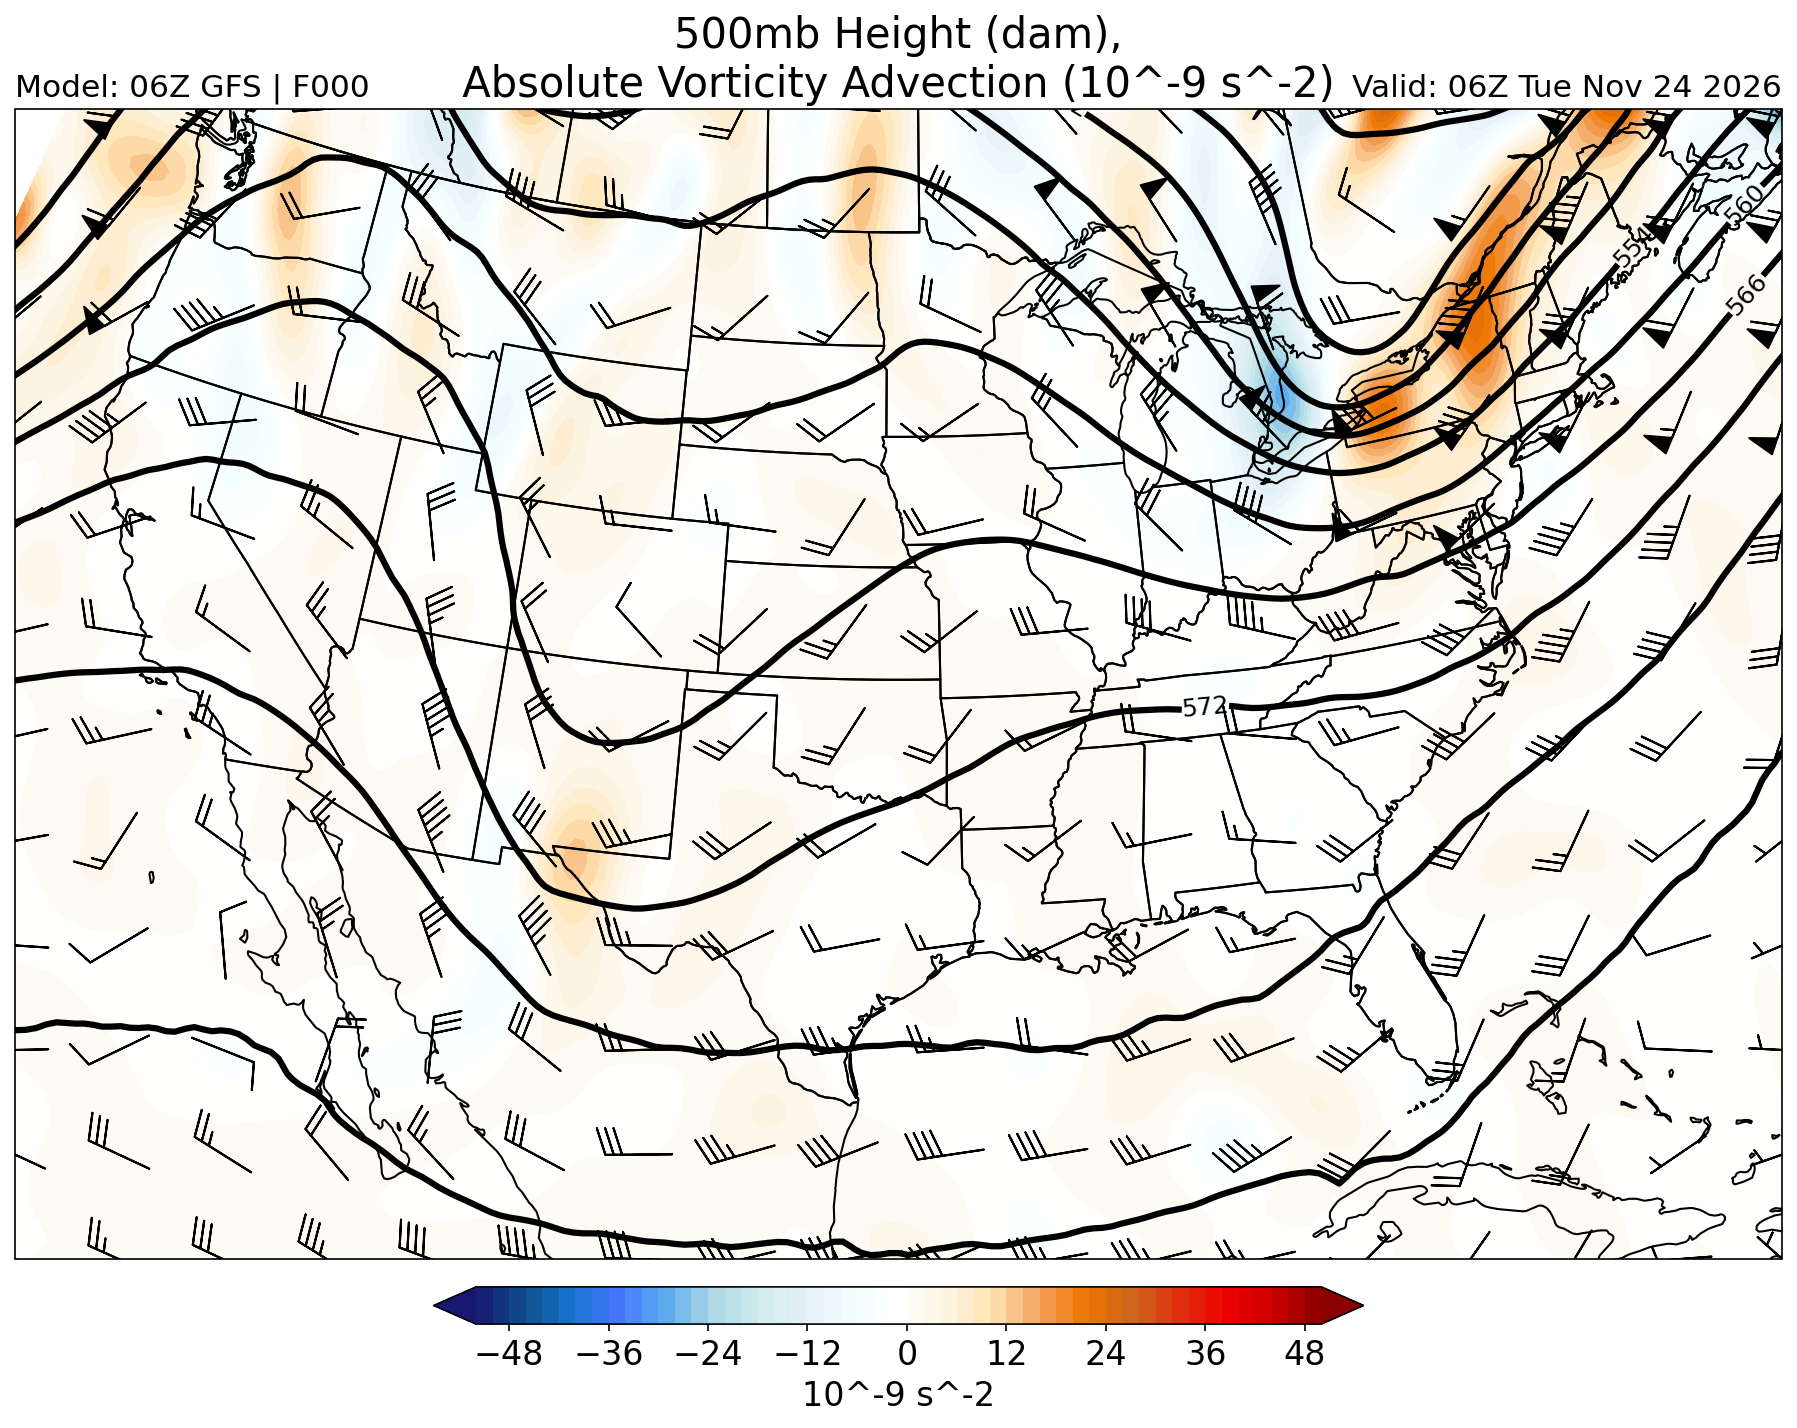 500mb Height (dam),
Model: 06Z GFS | F000
Absolute Vorticity Advection (10^-9 s^-2)
Valid: 06Z Tue Nov 24 2026
560
554
566
572
−48 −36 −24 −12 0 12 24 36 48
10^-9 s^-2